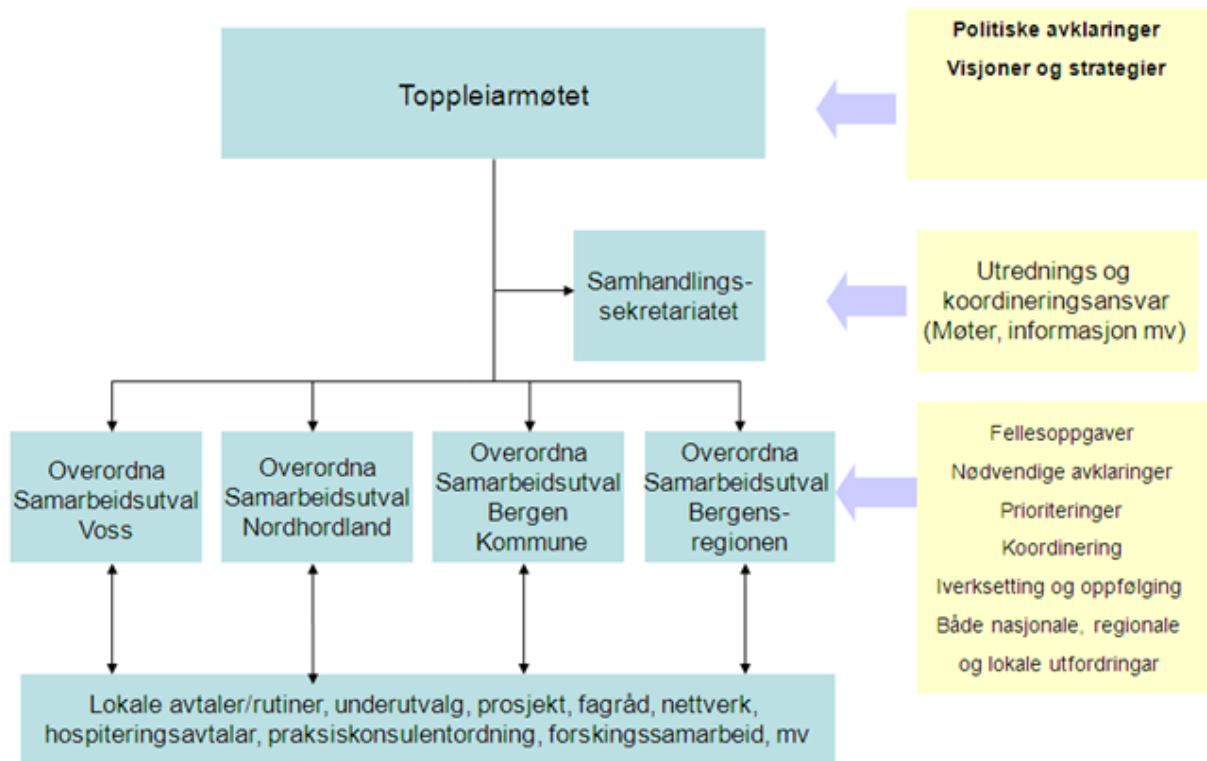 Toppleiarmøtet
Politiske avklaringer
Visjoner og strategier
Samhandlings-
sekretariatet
Utrednings og
koordineringsansvar
(Møter, informasjon mv)
Overordna
Samarbeidsutval
Voss
Overordna
Samarbeidsutval
Nordhordland
Overordna
Samarbeidsutval
Bergen
Kommune
Overordna
Samarbeidsutval
Bergens-
regionen
Fellesoppgaver
Nødvendige avklaringer
Prioriteringer
Koordinering
Iverksetting og oppfølging
Både nasjonale, regionale
og lokale utfordringar
Lokale avtaler/rutiner, underutvalg, prosjekt, fagråd, nettverk,
hospiteringsavtalar, praksiskonsulentordning, forskingssamarbeid, mv